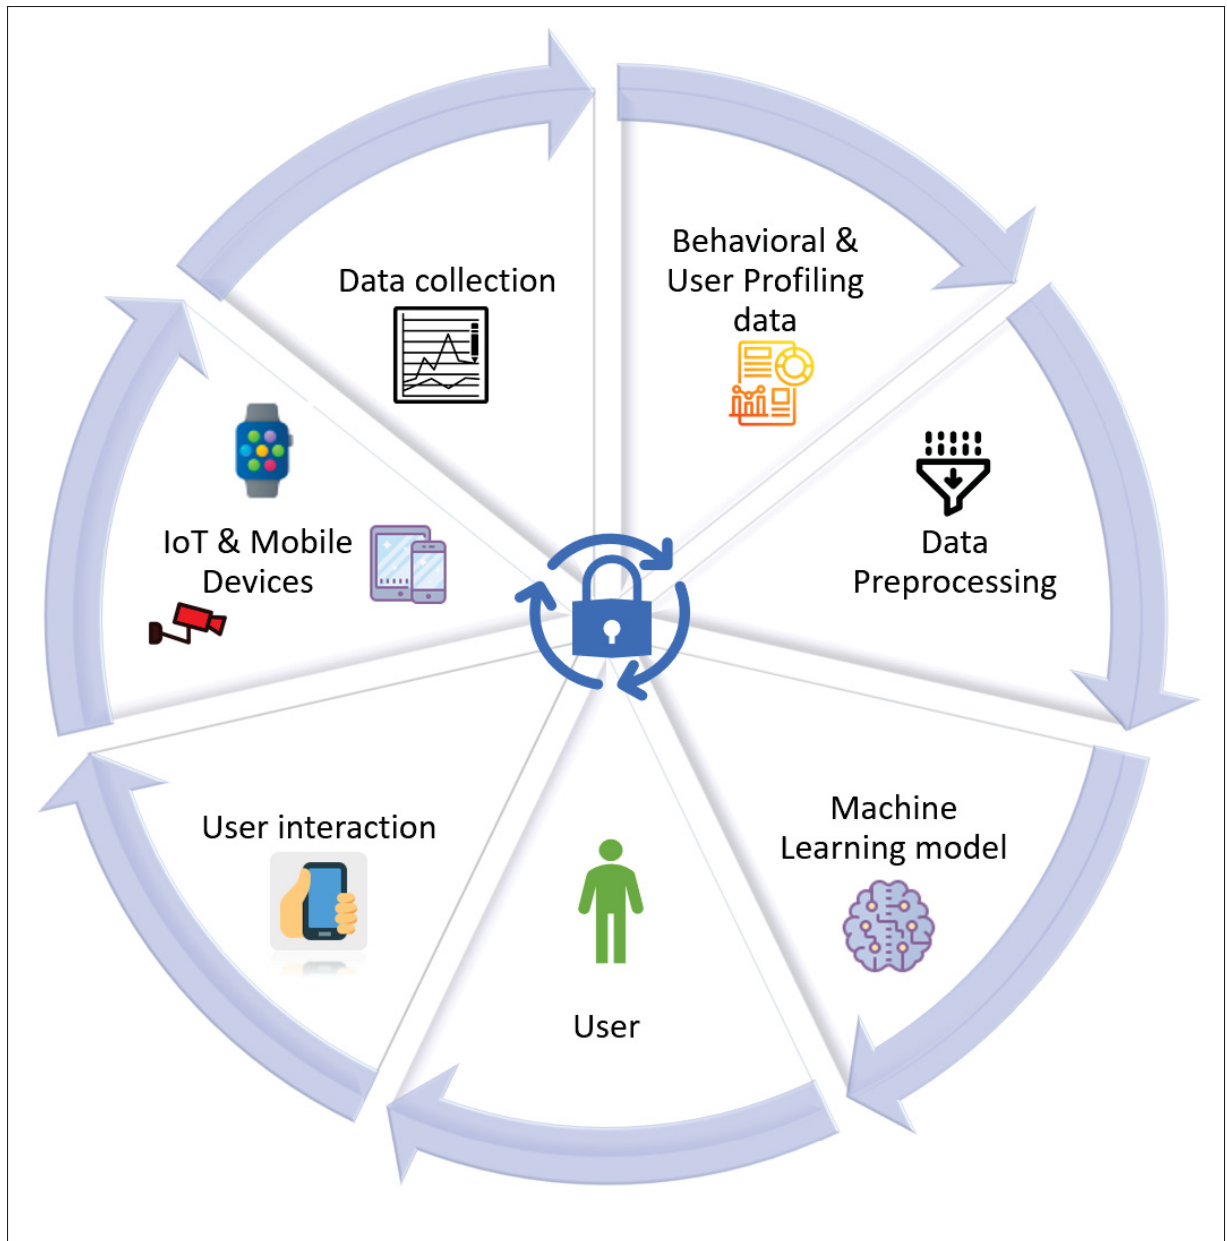 Data collection
Behavioral &
User Profiling
data
IoT & Mobile
Devices
Data
Preprocessing
User interaction
Machine
Learning model
User